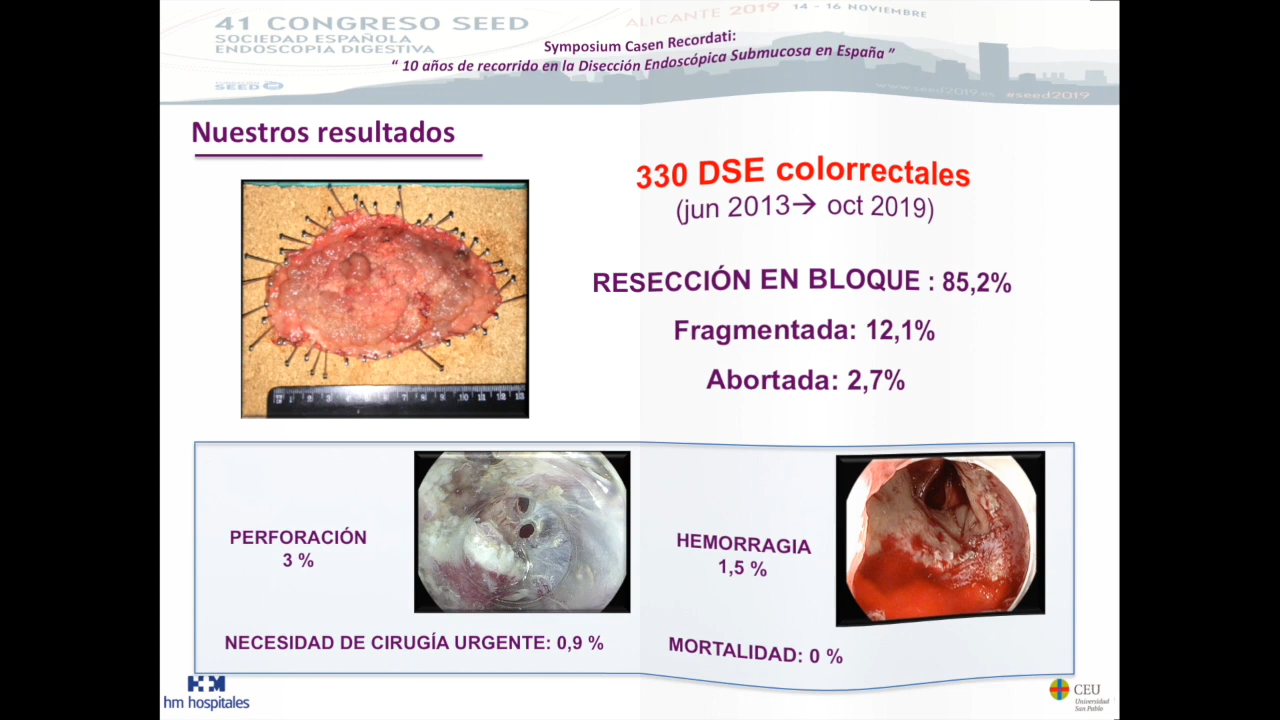 41 CONGRESO SEED
SOCIEDAD ESPAÑOLA
ENDOSCOPIA DIGESTIVA
ALICANTE 2019 14 - 16 NOVIEMBRE
Symposium Casen Recordati:
“ 10 años de recorrido en la Disección Endoscópica Submucosa en España ”
FUNDACIÓN
SEED
www.seed2019.es #seed2019
Nuestros resultados
330 DSE colorrectales
(jun 2013→ oct 2019)
RESECCIÓN EN BLOQUE : 85,2%
Fragmentada: 12,1%
Abortada: 2,7%
PERFORACIÓN
3 %
HEMORRAGIA
1,5 %
NECESIDAD DE CIRUGÍA URGENTE: 0,9 %
MORTALIDAD: 0 %
hm hospitales
CEU
Universidad
San Pablo